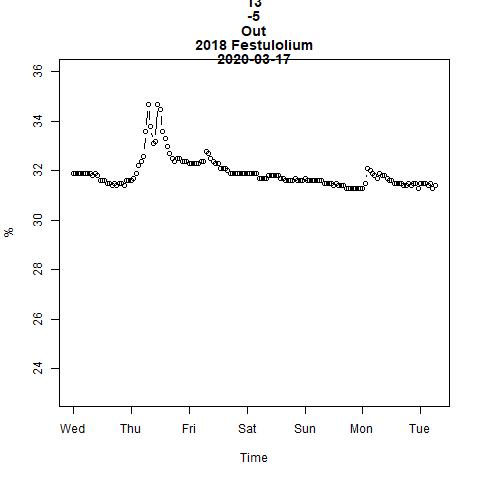 13
-5
Out
2018 Festulolium
2020-03-17
36
34
32
30
28
26
24
%
Wed Thu Fri Sat Sun Mon Tue
Time